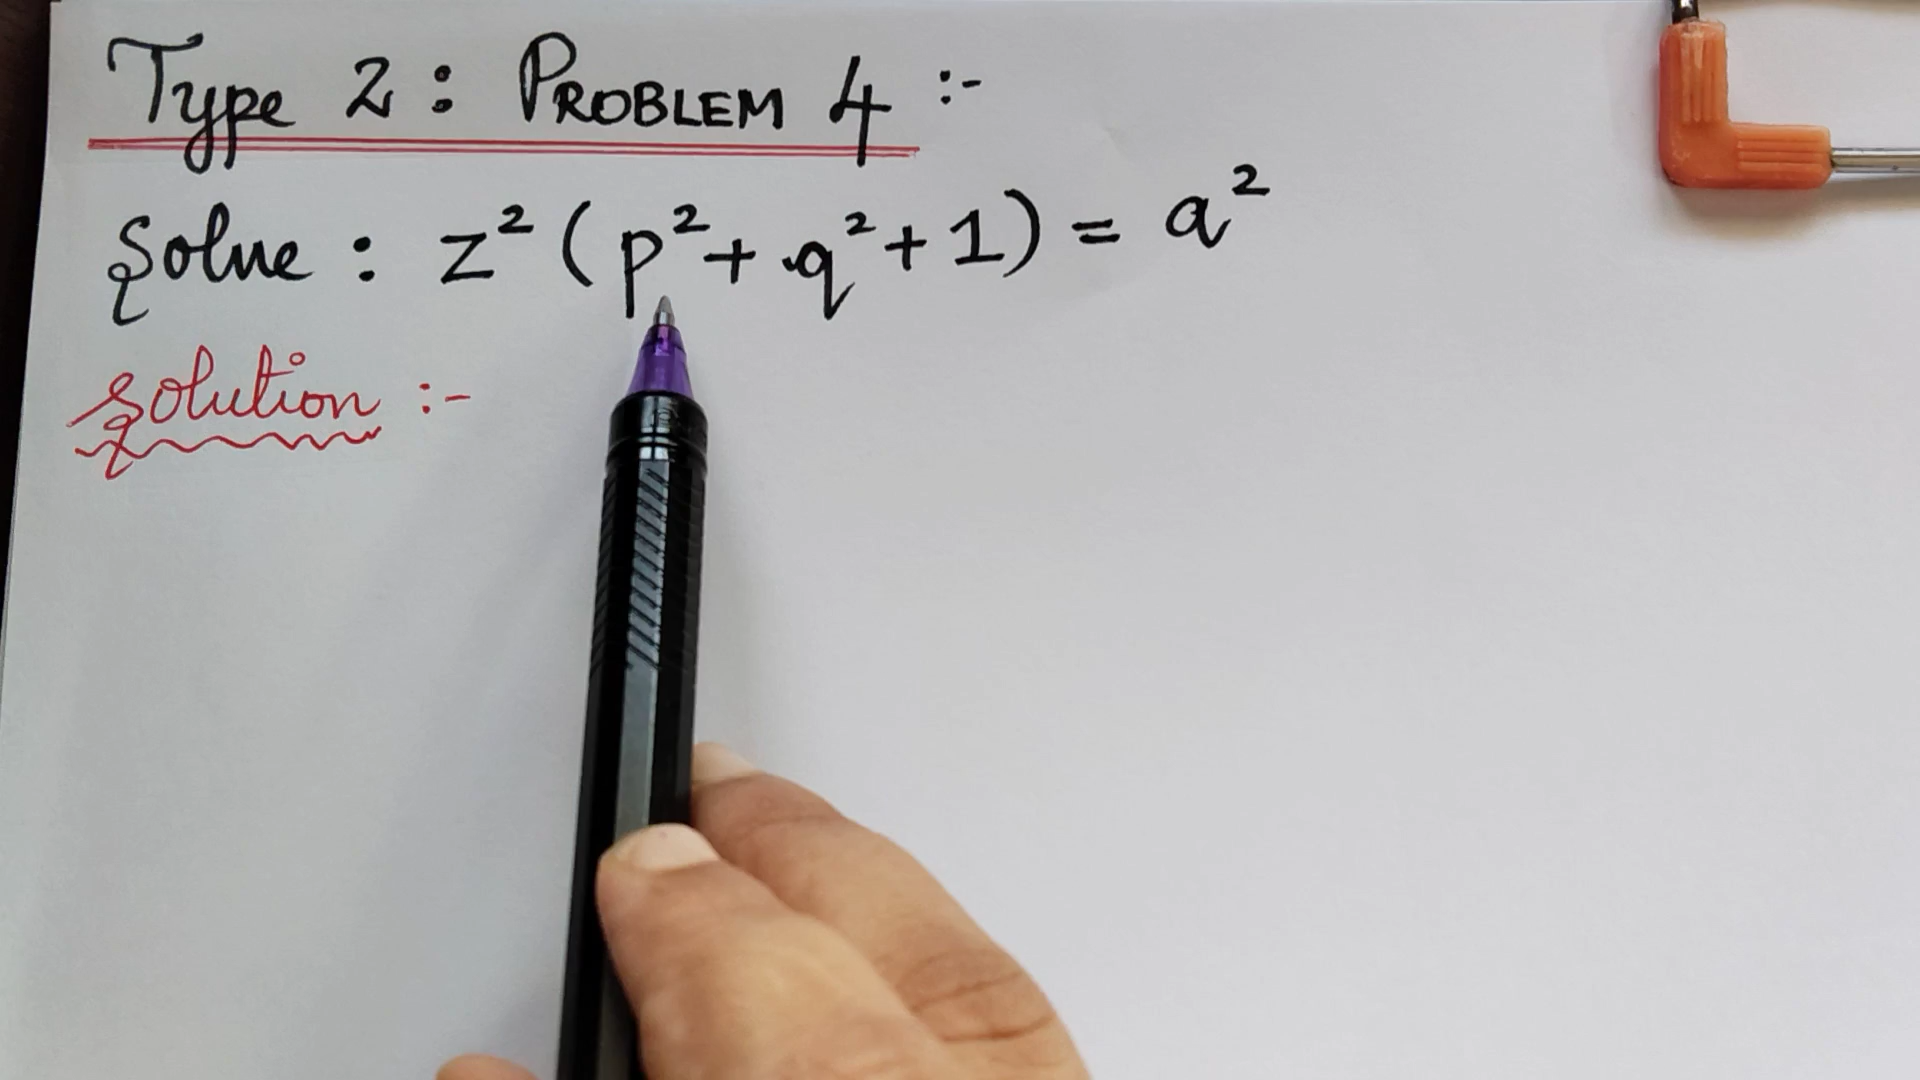 Type 2 : PROBLEM 4 :-
Solve : z² ( p² + q² + 1 ) = a²
Solution :-